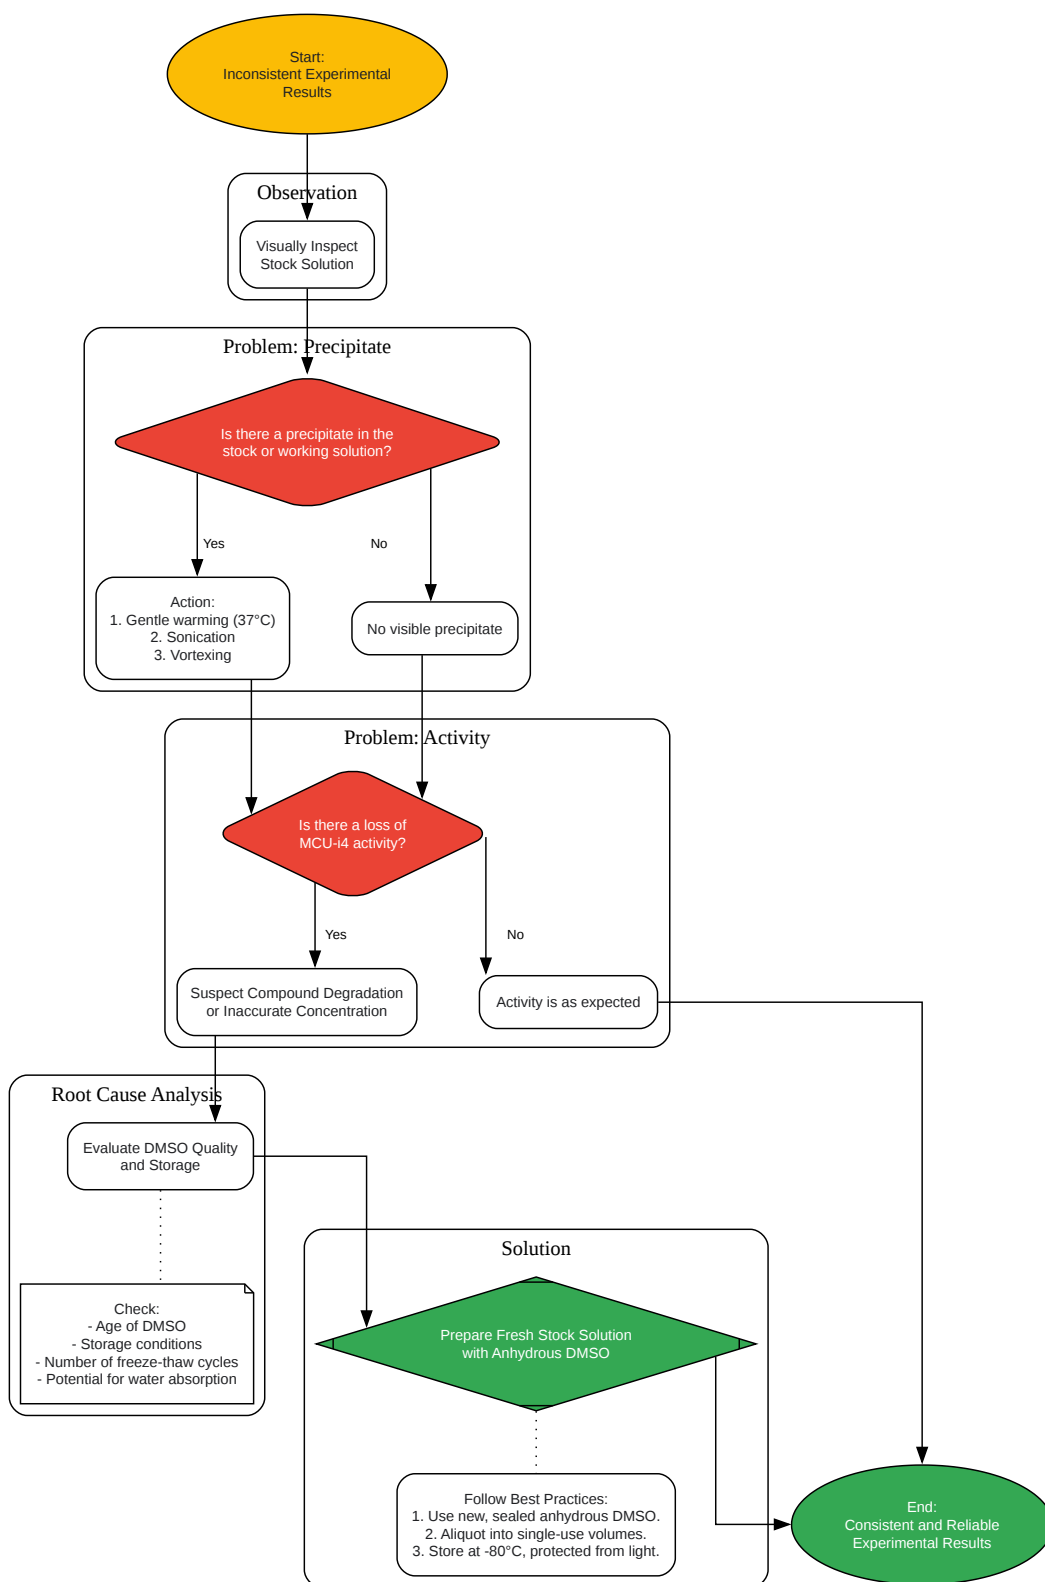 Start:
Inconsistent Experimental
Results
Observation
Visually Inspect
Stock Solution
Problem: Precipitate
Is there a precipitate in the
stock or working solution?
Yes
No
Action:
1. Gentle warming (37°C)
2. Sonication
3. Vortexing
No visible precipitate
Problem: Activity
Is there a loss of
MCU-i4 activity?
Yes
No
Suspect Compound Degradation
or Inaccurate Concentration
Activity is as expected
Root Cause Analysis
Evaluate DMSO Quality
and Storage
Check:
- Age of DMSO
- Storage conditions
- Number of freeze-thaw cycles
- Potential for water absorption
Solution
Prepare Fresh Stock Solution
with Anhydrous DMSO
Follow Best Practices:
1. Use new, sealed anhydrous DMSO.
2. Aliquot into single-use volumes.
3. Store at -80°C, protected from light.
End:
Consistent and Reliable
Experimental Results